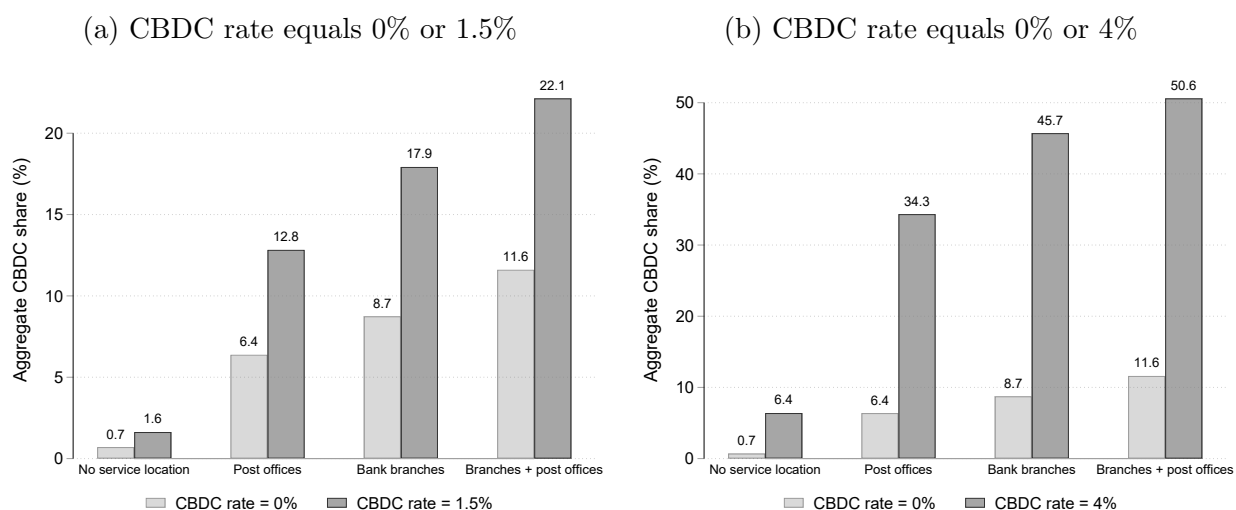 (a) CBDC rate equals 0% or 1.5%
Aggregate CBDC share (%)
20
15
10
5
0
0.7
1.6
6.4
12.8
8.7
17.9
11.6
22.1
No service location
Post offices
Bank branches
Branches + post offices
CBDC rate = 0%
CBDC rate = 1.5%
(b) CBDC rate equals 0% or 4%
Aggregate CBDC share (%)
50
40
30
20
10
0
0.7
6.4
6.4
34.3
8.7
45.7
11.6
50.6
No service location
Post offices
Bank branches
Branches + post offices
CBDC rate = 0%
CBDC rate = 4%